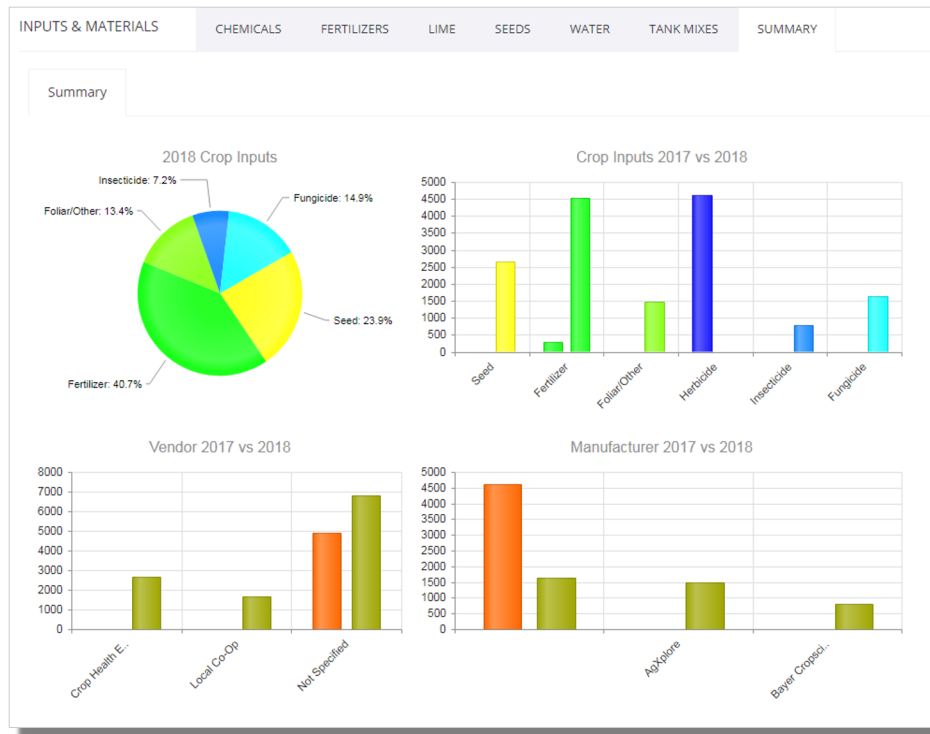 INPUTS & MATERIALS
CHEMICALS
FERTILIZERS
LIME
SEEDS
WATER
TANK MIXES
SUMMARY
Summary
2018 Crop Inputs
Insecticide: 7.2%
Fungicide: 14.9%
Foliar/Other: 13.4%
Seed: 23.9%
Fertilizer: 40.7%
Crop Inputs 2017 vs 2018
5000
4500
4000
3500
3000
2500
2000
1500
1000
500
0
Seed
Fertilizer
Foliar/Other
Herbicide
Insecticide
Fungicide
Vendor 2017 vs 2018
8000
7000
6000
5000
4000
3000
2000
1000
0
Crop Health E..
Local Co-Op
Not Specified
Manufacturer 2017 vs 2018
5000
4500
4000
3500
3000
2500
2000
1500
1000
500
0
AgXplore
Bayer Cropsci..